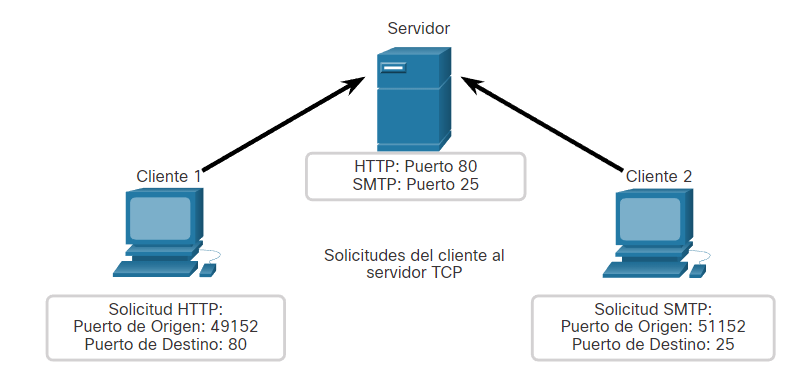 Servidor
HTTP: Puerto 80
SMTP: Puerto 25
Cliente 1
Cliente 2
Solicitudes del cliente al
servidor TCP
Solicitud HTTP:
Puerto de Origen: 49152
Puerto de Destino: 80
Solicitud SMTP:
Puerto de Origen: 51152
Puerto de Destino: 25